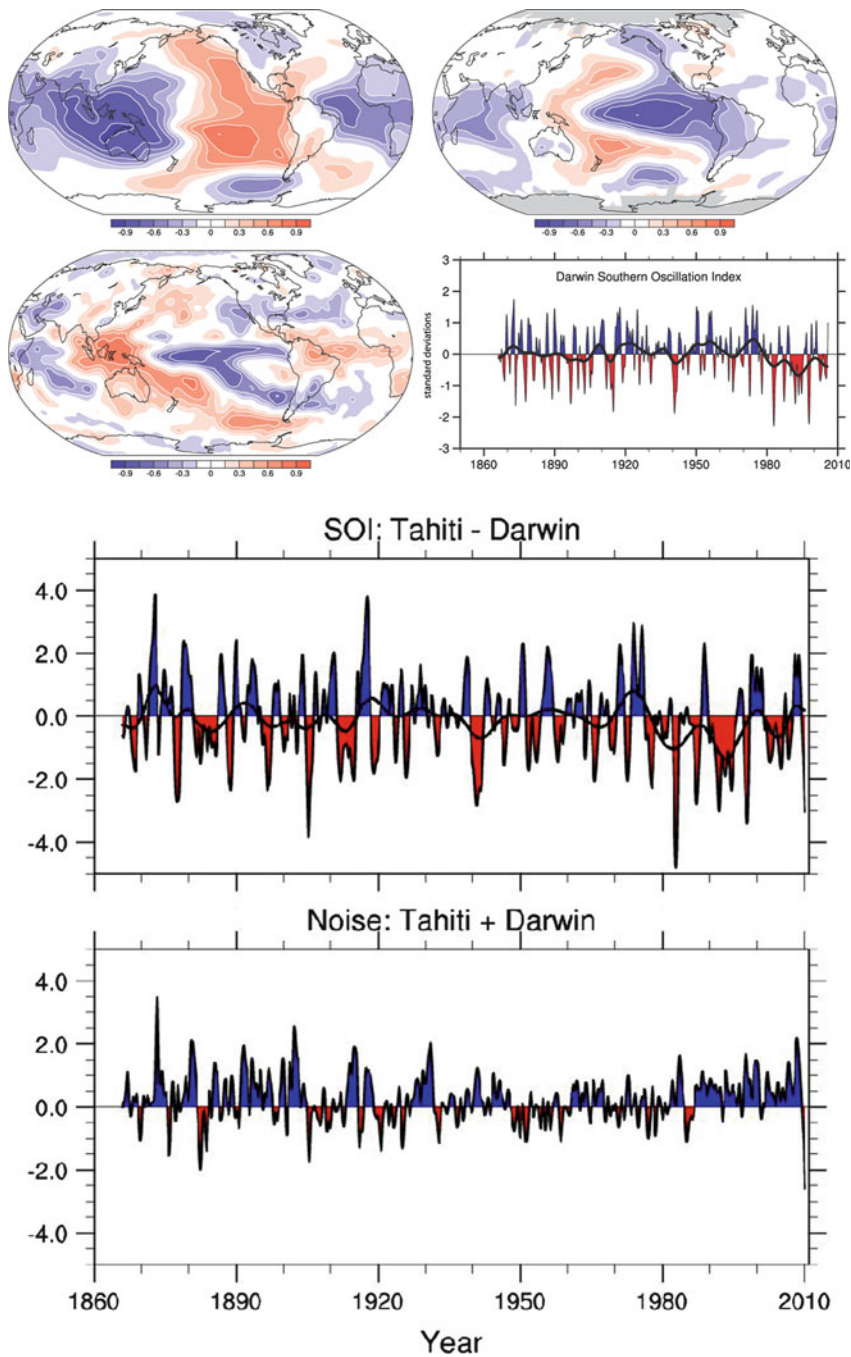 -0.9 -0.6 -0.3 0 0.3 0.6 0.9
-0.9 -0.6 -0.3 0 0.3 0.6 0.9
-0.9 -0.6 -0.3 0 0.3 0.6 0.9
Darwin Southern Oscillation Index
standard deviations
3
2
1
0
-1
-2
-3
1860 1890 1920 1950 1980 2010
SOI: Tahiti - Darwin
4.0
2.0
0.0
-2.0
-4.0
Noise: Tahiti + Darwin
4.0
2.0
0.0
-2.0
-4.0
1860 1890 1920 1950 1980 2010
Year